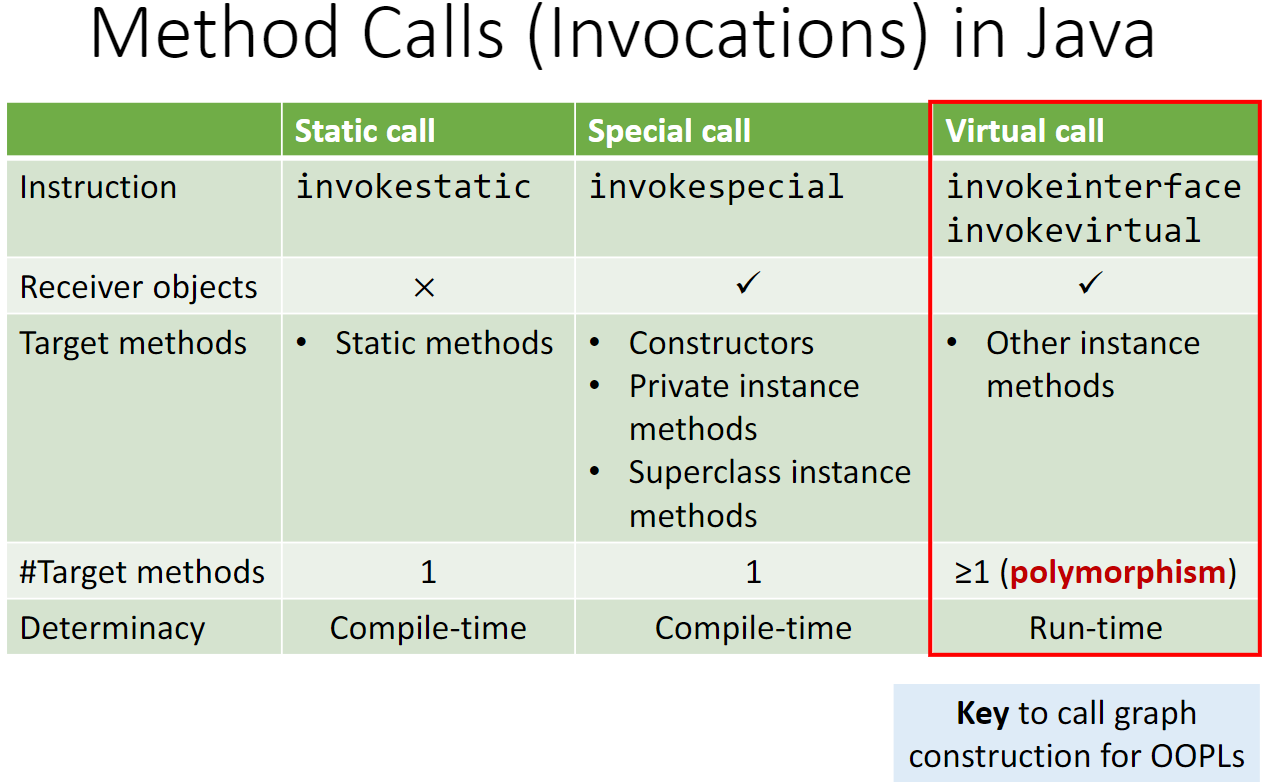 Method Calls (Invocations) in Java
Static call
Special call
Virtual call
Instruction
invokestatic
invokespecial
invokeinterface
invokevirtual
Receiver objects
×
✓
✓
Target methods
• Static methods
• Constructors
• Private instance
methods
• Superclass instance
methods
• Other instance
methods
#Target methods
1
1
≥1 (polymorphism)
Determinacy
Compile-time
Compile-time
Run-time
Key to call graph
construction for OOPLs